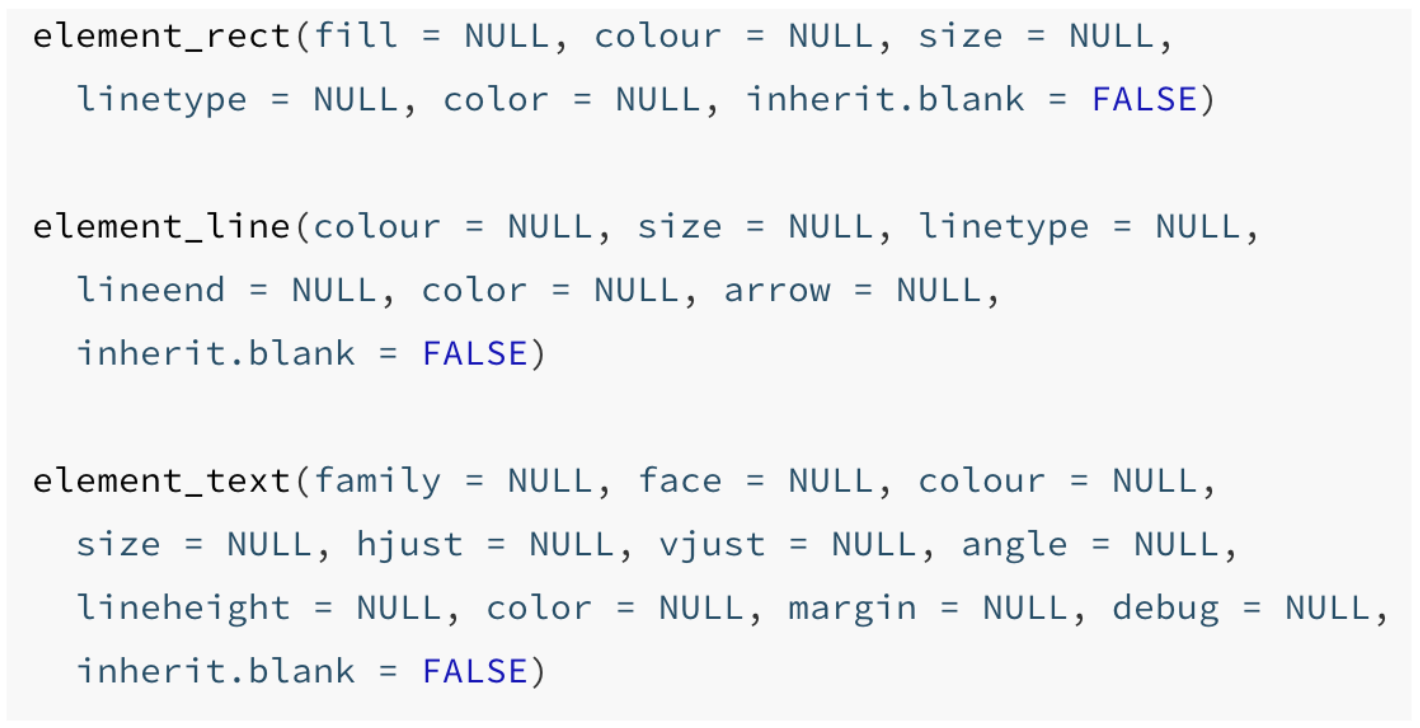 element_rect(fill = NULL, colour = NULL, size = NULL,
linetype = NULL, color = NULL, inherit.blank = FALSE)
element_line(colour = NULL, size = NULL, linetype = NULL,
lineend = NULL, color = NULL, arrow = NULL,
inherit.blank = FALSE)
element_text(family = NULL, face = NULL, colour = NULL,
size = NULL, hjust = NULL, vjust = NULL, angle = NULL,
lineheight = NULL, color = NULL, margin = NULL, debug = NULL,
inherit.blank = FALSE)